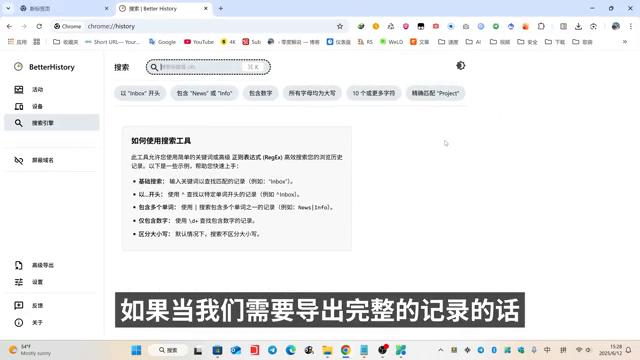 新标签页
搜索 | Better History
Chrome
chrome://history
应用
收藏夹
Short URL—— Your...
Google
YouTube
4K
Sub
- 零度解说 | 博客
仪表盘
RS
WeLD
文章
速度
AI
视频
安全
下载
歌曲
BetterHistory
活动
设备
搜索引擎
屏蔽域名
高级导出
设置
反馈
关于
搜索
⌘ K
以 "Inbox" 开头
包含 "News" 或 "Info"
包含数字
所有字母均为大写
10 个或更多字符
精确匹配 "Project"
如何使用搜索工具
此工具允许您使用简单的关键词或高级 正则表达式 (RegEx) 高效搜索您的浏览历史
记录。以下是一些示例，帮助您快速上手：
• 基础搜索： 输入关键词以查找匹配的记录（例如："Inbox"）。
• 以...开头： 使用 ^ 查找以特定单词开头的记录（例如 ^Inbox）。
• 包含多个单词： 使用 | 搜索包含多个单词之一的记录（例如：News|Info）。
• 仅包含数字： 使用 \d+ 查找包含数字的记录。
• 区分大小写： 默认情况下，搜索不区分大小写。
如果当我们需要导出完整的记录的话
54°F
Mostly sunny
搜索
中
拼
15:28
2025/6/12